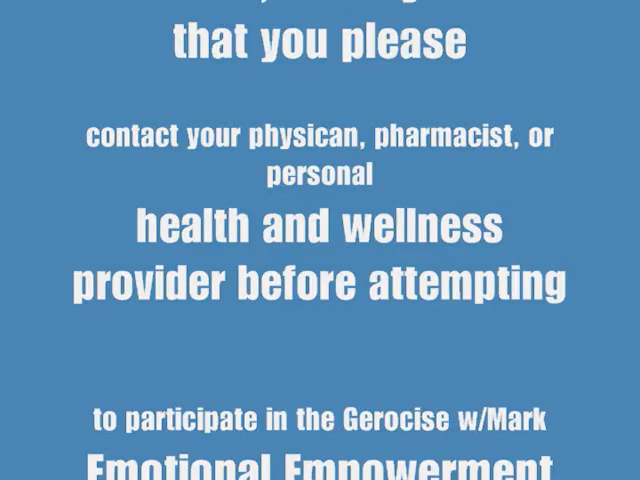 that you please
contact your physican, pharmacist, or
personal
health and wellness
provider before attempting
to participate in the Gerocise w/Mark
Emotional Empowerment